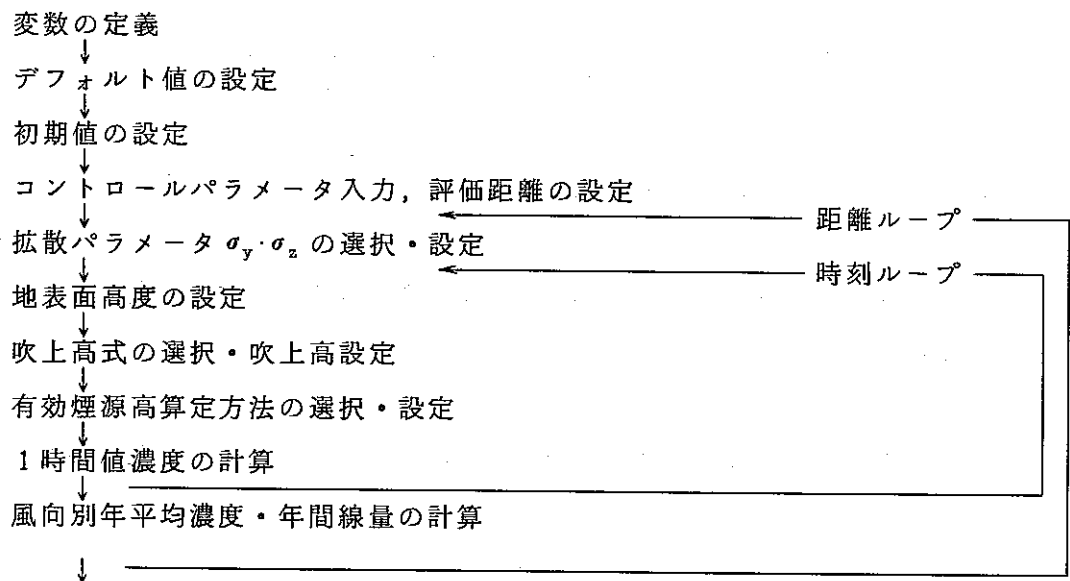 変数の定義
デフォルト値の設定
初期値の設定
コントロールパラメータ入力, 評価距離の設定
距離ループ
拡散パラメータ σy·σz の選択・設定
時刻ループ
地表面高度の設定
吹上高式の選択・吹上高設定
有効煙源高算定方法の選択・設定
1時間値濃度の計算
風向別年平均濃度・年間線量の計算